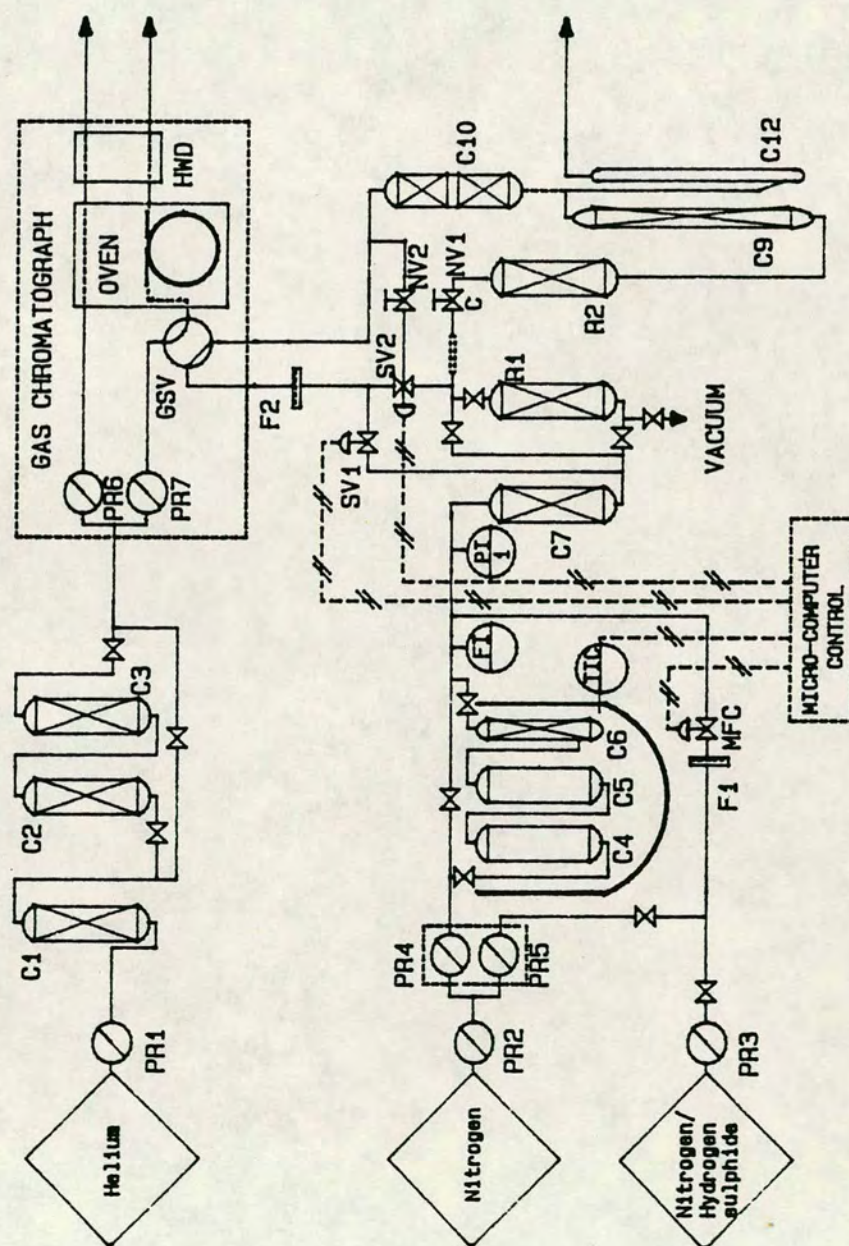 GAS CHROMATOGRAPH
OVEN
HWD
GSV
PR6
PR7
F2
C1
C2
C3
PR1
Helium
SV1
SV2
NV2
NV1
C
C10
C12
C9
R2
R1
VACUUM
C7
PT
1
FI
TIC
C6
C5
C4
MFC
F1
MICRO-COMPUTER
CONTROL
PR4
PR5
PR2
Nitrogen
PR3
Nitrogen/
Hydrogen
sulphide